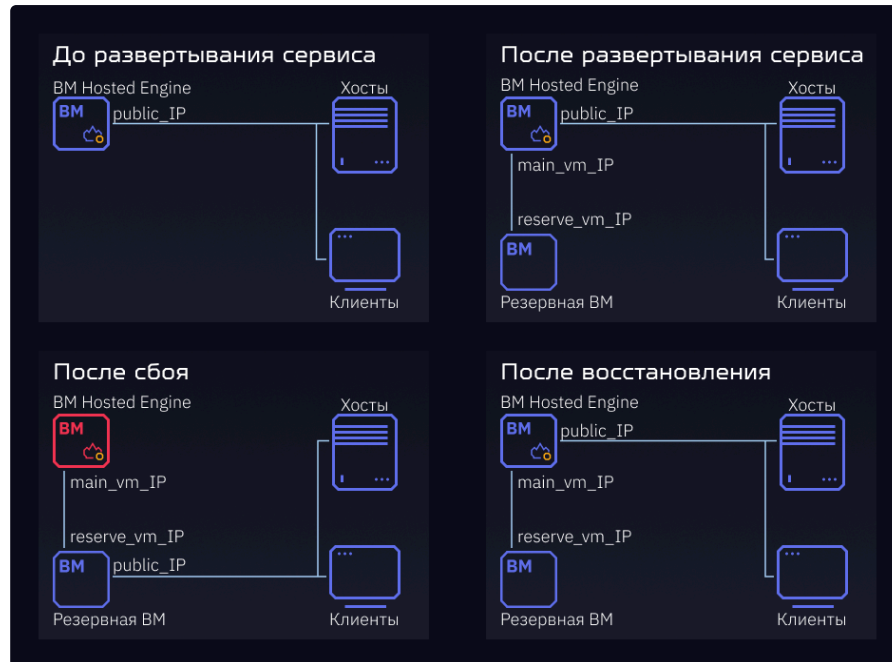 До развертывания сервиса
ВМ Hosted Engine
Хосты
ВМ
public_IP
Клиенты
После развертывания сервиса
ВМ Hosted Engine
Хосты
ВМ
public_IP
main_vm_IP
reserve_vm_IP
ВМ
Резервная ВМ
Клиенты
После сбоя
ВМ Hosted Engine
Хосты
ВМ
main_vm_IP
reserve_vm_IP
ВМ
public_IP
Резервная ВМ
Клиенты
После восстановления
ВМ Hosted Engine
Хосты
ВМ
public_IP
main_vm_IP
reserve_vm_IP
ВМ
Резервная ВМ
Клиенты